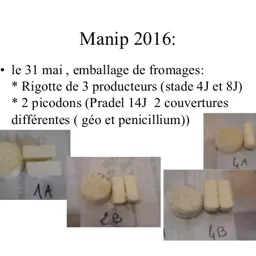 Manip 2016:
• le 31 mai , emballage de fromages:
* Rigotte de 3 producteurs (stade 4J et 8J)
* 2 picodons (Pradel 14J  2 couvertures
différentes ( géo et penicillium))
4A
1A
2B
4B